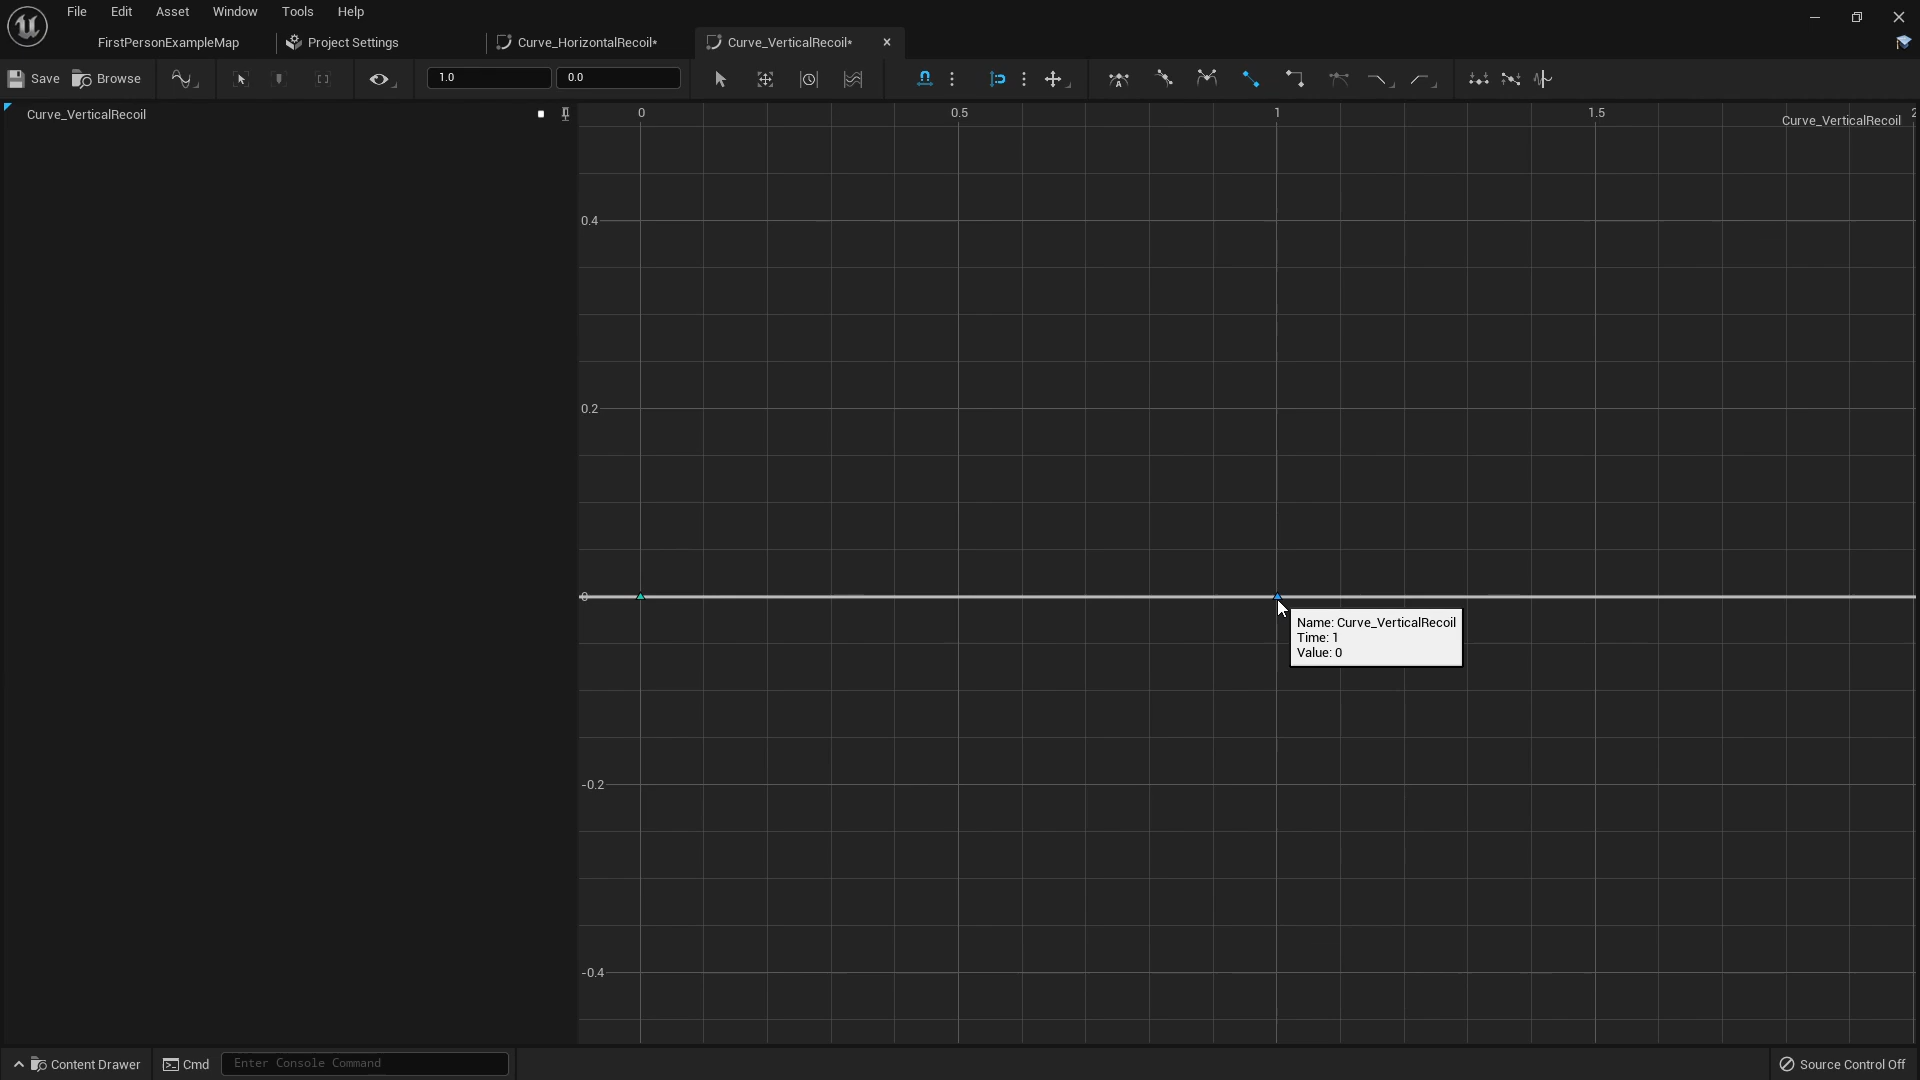 File Edit Asset Window Tools Help
FirstPersonExampleMap Project Settings Curve_HorizontalRecoil* Curve_VerticalRecoil*
Save Browse 1.0 0.0
Curve_VerticalRecoil
0 0.5 1 1.5 2
Curve_VerticalRecoil
0.4
0.2
0
Name: Curve_VerticalRecoil
Time: 1
Value: 0
-0.2
-0.4
Content Drawer Cmd Enter Console Command Source Control Off